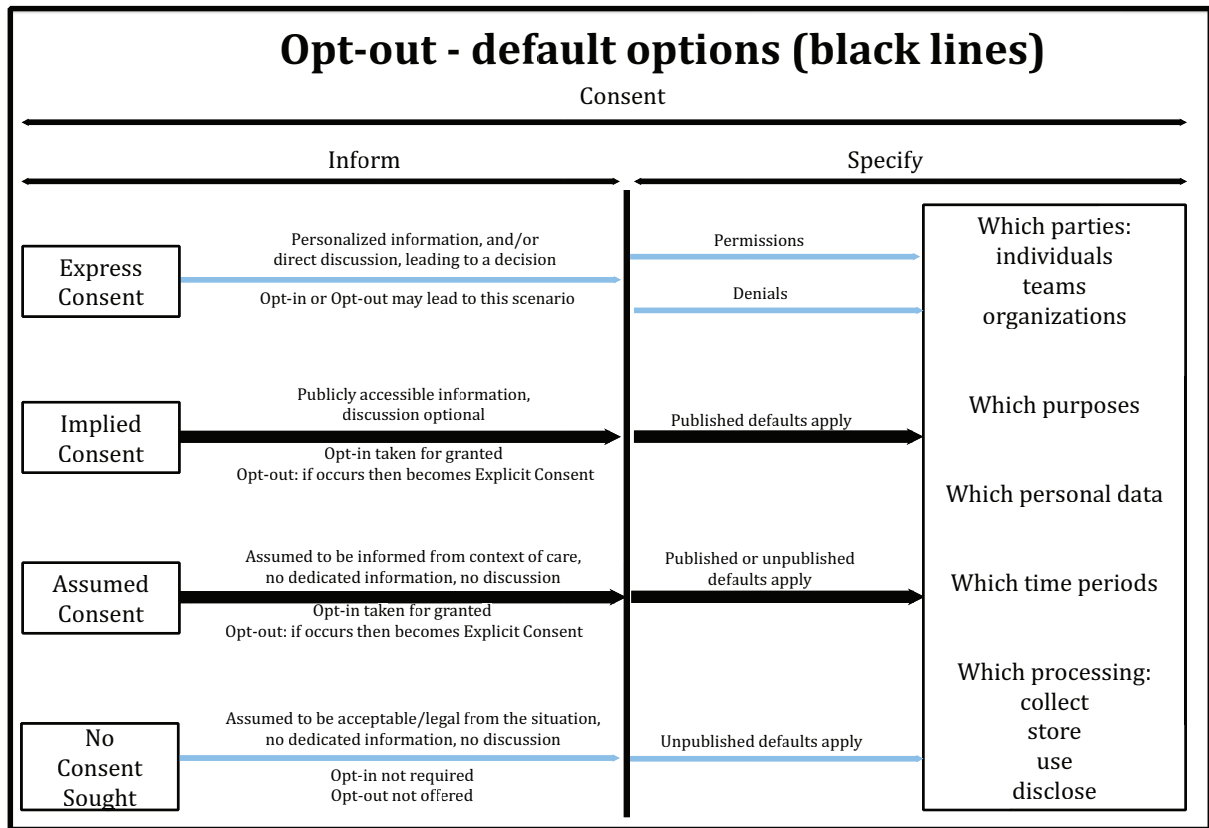 Opt-out - default options (black lines)
Consent
Inform
Specify
Express
Consent
Personalized information, and/or
direct discussion, leading to a decision
Opt-in or Opt-out may lead to this scenario
Permissions
Denials
Which parties:
individuals
teams
organizations
Implied
Consent
Publicly accessible information,
discussion optional
Opt-in taken for granted
Opt-out: if occurs then becomes Explicit Consent
Published defaults apply
Which purposes
Which personal data
Assumed
Consent
Assumed to be informed from context of care,
no dedicated information, no discussion
Opt-in taken for granted
Opt-out: if occurs then becomes Explicit Consent
Published or unpublished
defaults apply
Which time periods
No
Consent
Sought
Assumed to be acceptable/legal from the situation,
no dedicated information, no discussion
Opt-in not required
Opt-out not offered
Unpublished defaults apply
Which processing:
collect
store
use
disclose